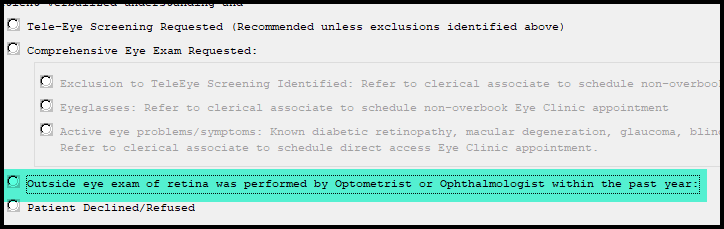 Tele-Eye Screening Requested (Recommended unless exclusions identified above)
Comprehensive Eye Exam Requested:
Exclusion to TeleEye Screening Identified: Refer to clerical associate to schedule non-overbook
Eyeglasses: Refer to clerical associate to schedule non-overbook Eye Clinic appointment
Active eye problems/symptoms: Known diabetic retinopathy, macular degeneration, glaucoma,
Refer to clerical associate to schedule direct access Eye Clinic appointment.
Outside eye exam of retina was performed by Optometrist or Ophthalmologist within the past year:
Patient Declined/Refused